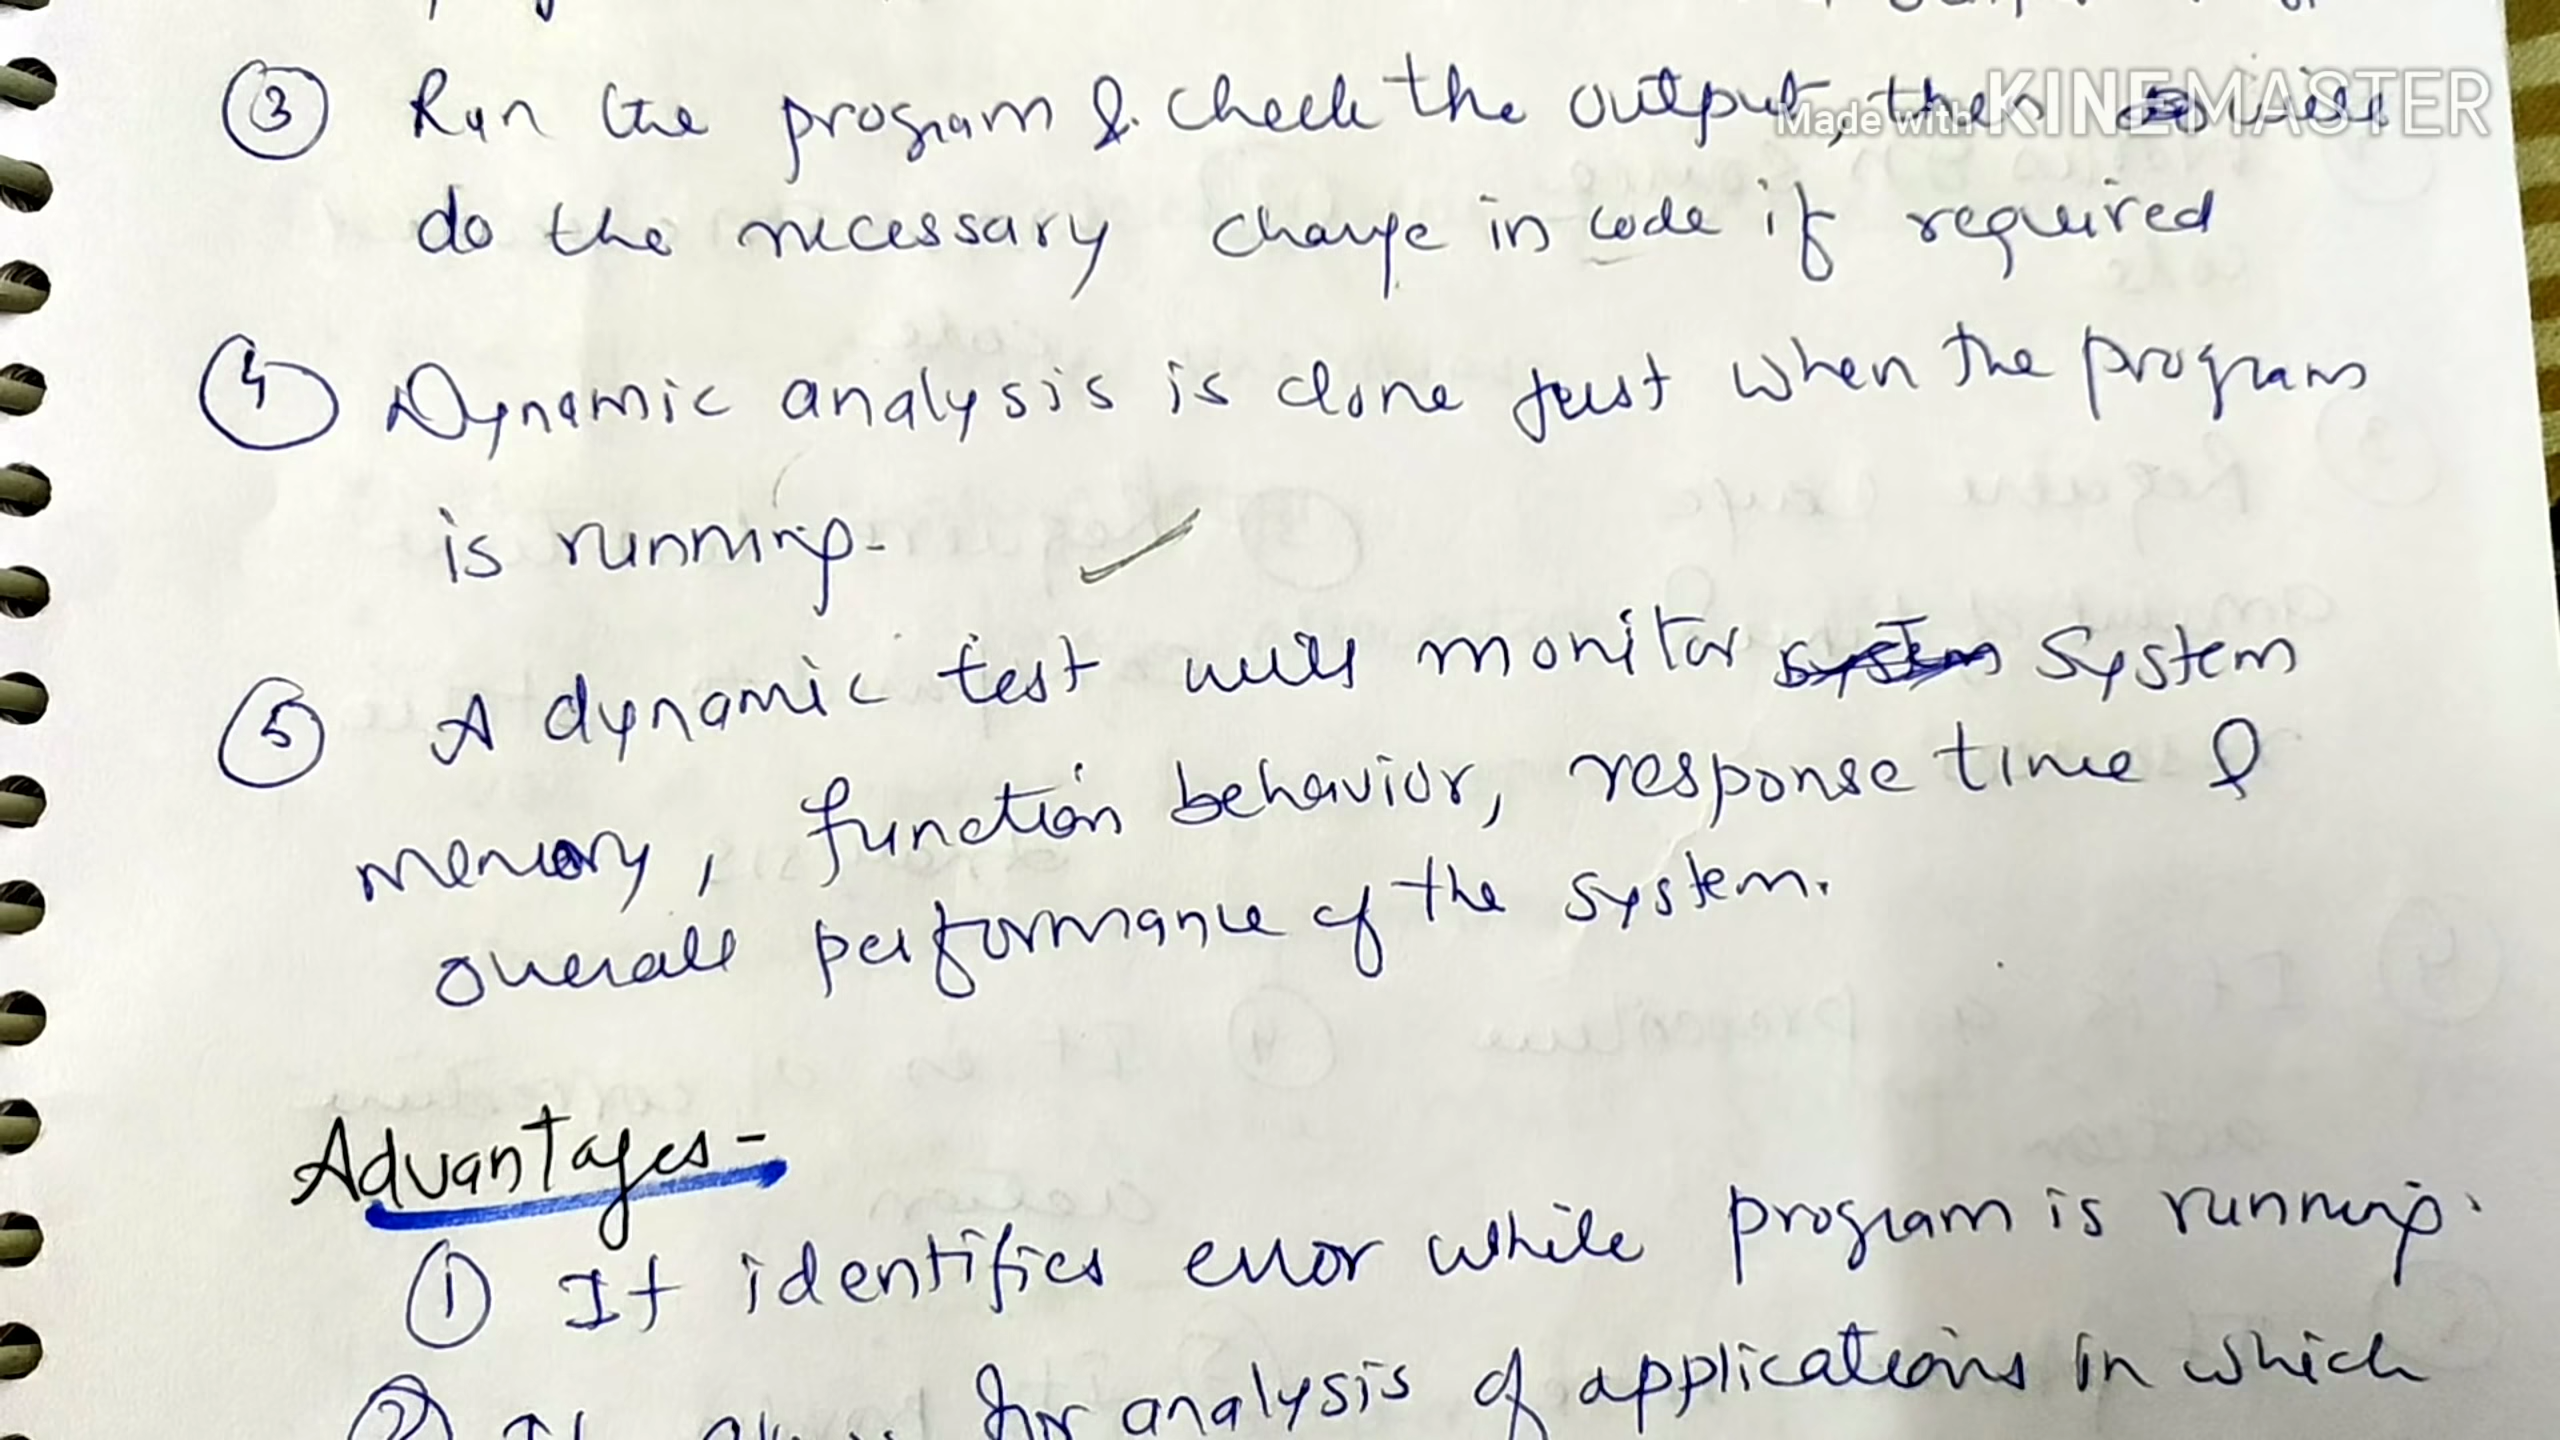 ③ Run the program & check the output, then will
do the necessary change in code if required
④ Dynamic analysis is done just when the program
is running.
⑤ A dynamic test will monitor system
memory, function behavior, response time &
overall performance of the system.
Advantages-
① It identifies error while program is running.
② It for analysis of applications in which
Made with KINEMASTER